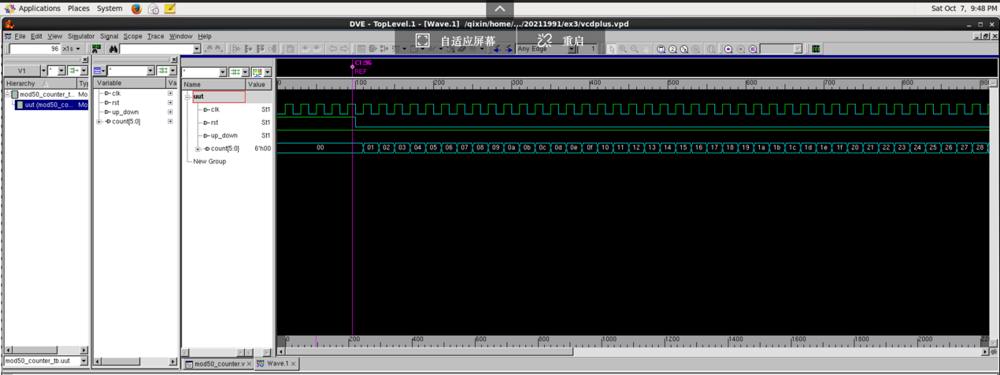 Applications Places System Sat Oct 7, 9:48 PM
DVE - TopLevel.1 - [Wave.1] /qixin/home/.../20211991/ex3/vcdplus.vpd
File Edit View Simulator Signal Scope Trace Window Help
自适应屏幕 重启
96 x1s Any Edge 1
V1 * * * *
Hierarchy Typ Variable Va Name Value
C1:96
REF
0 100 200 300 400 500 600 700 800 900
mod50_counter_t... Mo
uut (mod50_co... Mo
clk
rst
up_down
count[5:0]
uut
clk St1
rst St1
up_down St1
count[5:0] 6'h00
New Group
00 01 02 03 04 05 06 07 08 09 0a 0b 0c 0d 0e 0f 10 11 12 13 14 15 16 17 18 19 1a 1b 1c 1d 1e 1f 20 21 22 23 24 25 26 27 28
0 200 400 600 800 1000 1200 1400 1600 1800 2000
mod50_counter_tb.uut
mod50_counter.v Wave.1